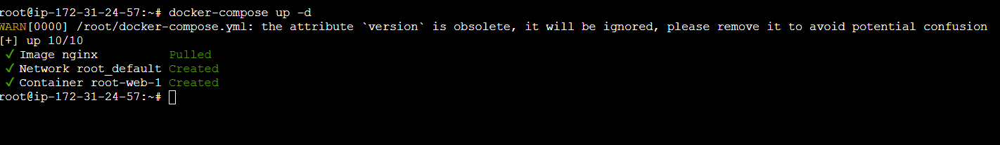 root@ip-172-31-24-57:~# docker-compose up -d
WARN[0000] /root/docker-compose.yml: the attribute `version` is obsolete, it will be ignored, please remove it to avoid potential confusion
[+] up 10/10
✓ Image nginx Pulled
✓ Network root_default Created
✓ Container root-web-1 Created
root@ip-172-31-24-57:~#